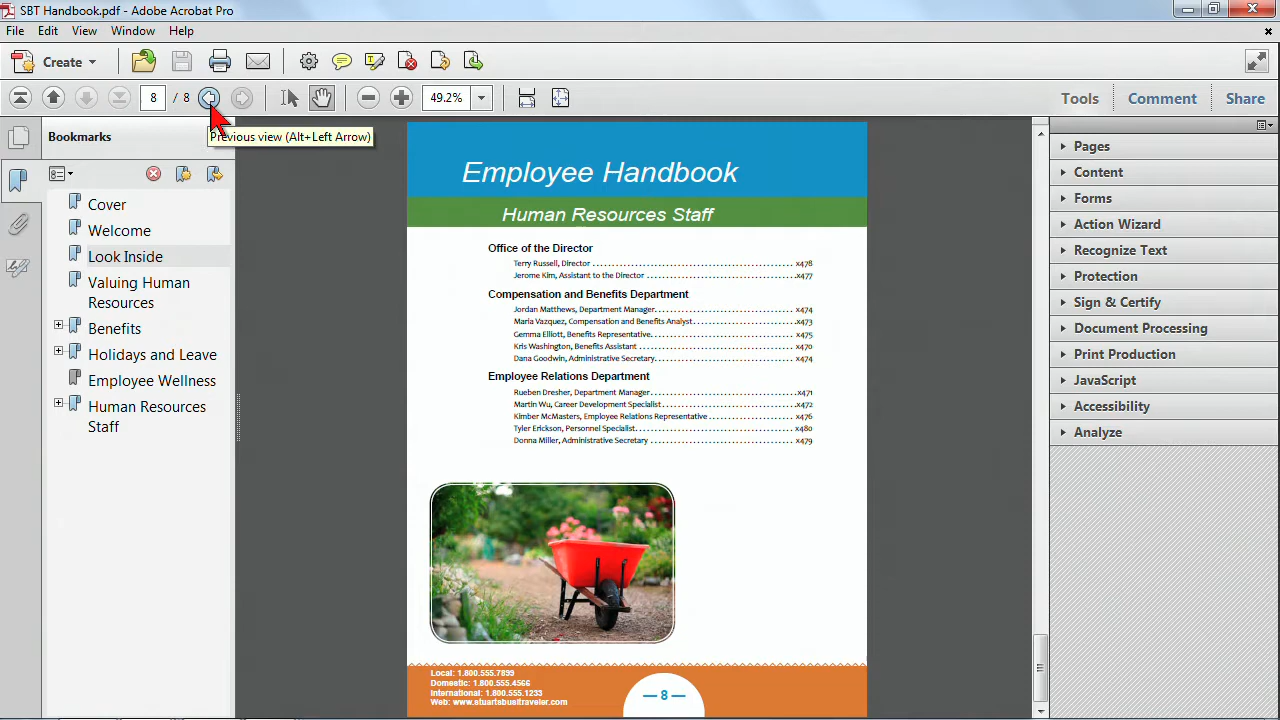 SBT Handbook.pdf - Adobe Acrobat Pro
File Edit View Window Help
Create
8 / 8 49.2% Tools Comment Share
Previous view (Alt+Left Arrow)
Bookmarks
Cover
Welcome
Look Inside
Valuing Human
Resources
Benefits
Holidays and Leave
Employee Wellness
Human Resources
Staff
Employee Handbook
Human Resources Staff
Office of the Director
Terry Russell, Director . . . . . . . . . . . . . . . . . . . . x478
Jerome Kim, Assistant to the Director . . . . . . . . . . . . . . . . . . . . x477
Compensation and Benefits Department
Jordan Matthews, Department Manager. . . . . . . . . . . . . . . . . . . . x474
Maria Vazquez, Compensation and Benefits Analyst. . . . . . . . . . . . . . . . . . . . x473
Gemma Elliott, Benefits Representative. . . . . . . . . . . . . . . . . . . . x475
Kris Washington, Benefits Assistant . . . . . . . . . . . . . . . . . . . . x470
Dana Goodwin, Administrative Secretary. . . . . . . . . . . . . . . . . . . . x474
Employee Relations Department
Rueben Dresher, Department Manager. . . . . . . . . . . . . . . . . . . . x471
Martin Wu, Career Development Specialist . . . . . . . . . . . . . . . . . . . . x472
Kimber McMasters, Employee Relations Representative . . . . . . . . . . . . . . . . . . . . x476
Tyler Erickson, Personnel Specialist. . . . . . . . . . . . . . . . . . . . x480
Donna Miller, Administrative Secretary . . . . . . . . . . . . . . . . . . . . x479
Local: 1.800.555.7899
Domestic: 1.800.555.4566
International: 1.800.555.1233
Web: www.stuartsbusitraveler.com
— 8 —
Pages
Content
Forms
Action Wizard
Recognize Text
Protection
Sign & Certify
Document Processing
Print Production
JavaScript
Accessibility
Analyze